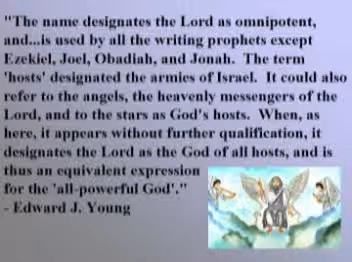 "The name designates the Lord as omnipotent,
and...is used by all the writing prophets except
Ezekiel, Joel, Obadiah, and Jonah.  The term
'hosts' designated the armies of Israel.  It could also
refer to the angels, the heavenly messengers of the
Lord, and to the stars as God's hosts.  When, as
here, it appears without further qualification, it
designates the Lord as the God of all hosts, and is
thus an equivalent expression
for the 'all-powerful God'."
- Edward J. Young